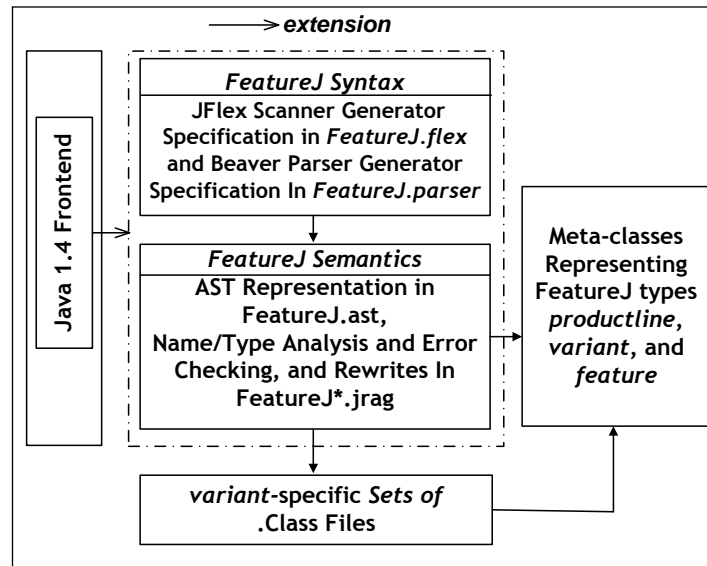 extension
Java 1.4 Frontend
FeatureJ Syntax
JFlex Scanner Generator
Specification in FeatureJ.flex
and Beaver Parser Generator
Specification In FeatureJ.parser
FeatureJ Semantics
AST Representation in
FeatureJ.ast,
Name/Type Analysis and Error
Checking, and Rewrites In
FeatureJ*.jrag
Meta-classes
Representing
FeatureJ types
productline,
variant, and
feature
variant-specific Sets of
.Class Files